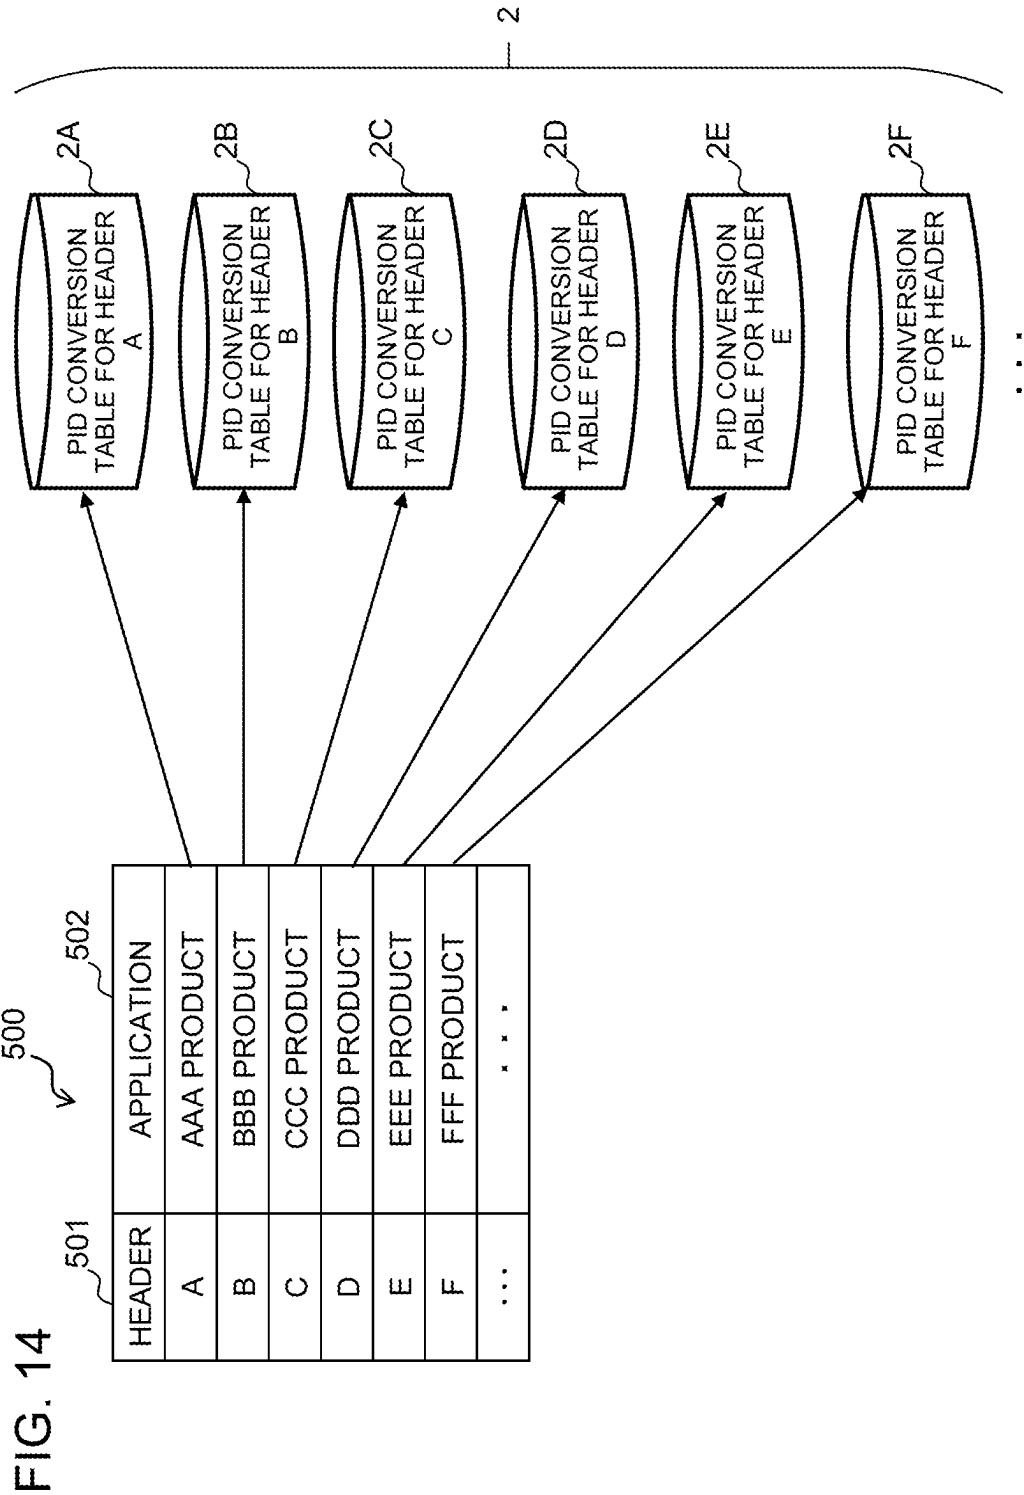 FIG. 14
500
501
502
HEADER APPLICATION
A AAA PRODUCT
B BBB PRODUCT
C CCC PRODUCT
D DDD PRODUCT
E EEE PRODUCT
F FFF PRODUCT
... ...
PID CONVERSION
TABLE FOR HEADER
A
2A
PID CONVERSION
TABLE FOR HEADER
B
2B
PID CONVERSION
TABLE FOR HEADER
C
2C
PID CONVERSION
TABLE FOR HEADER
D
2D
PID CONVERSION
TABLE FOR HEADER
E
2E
PID CONVERSION
TABLE FOR HEADER
F
2F
...
2